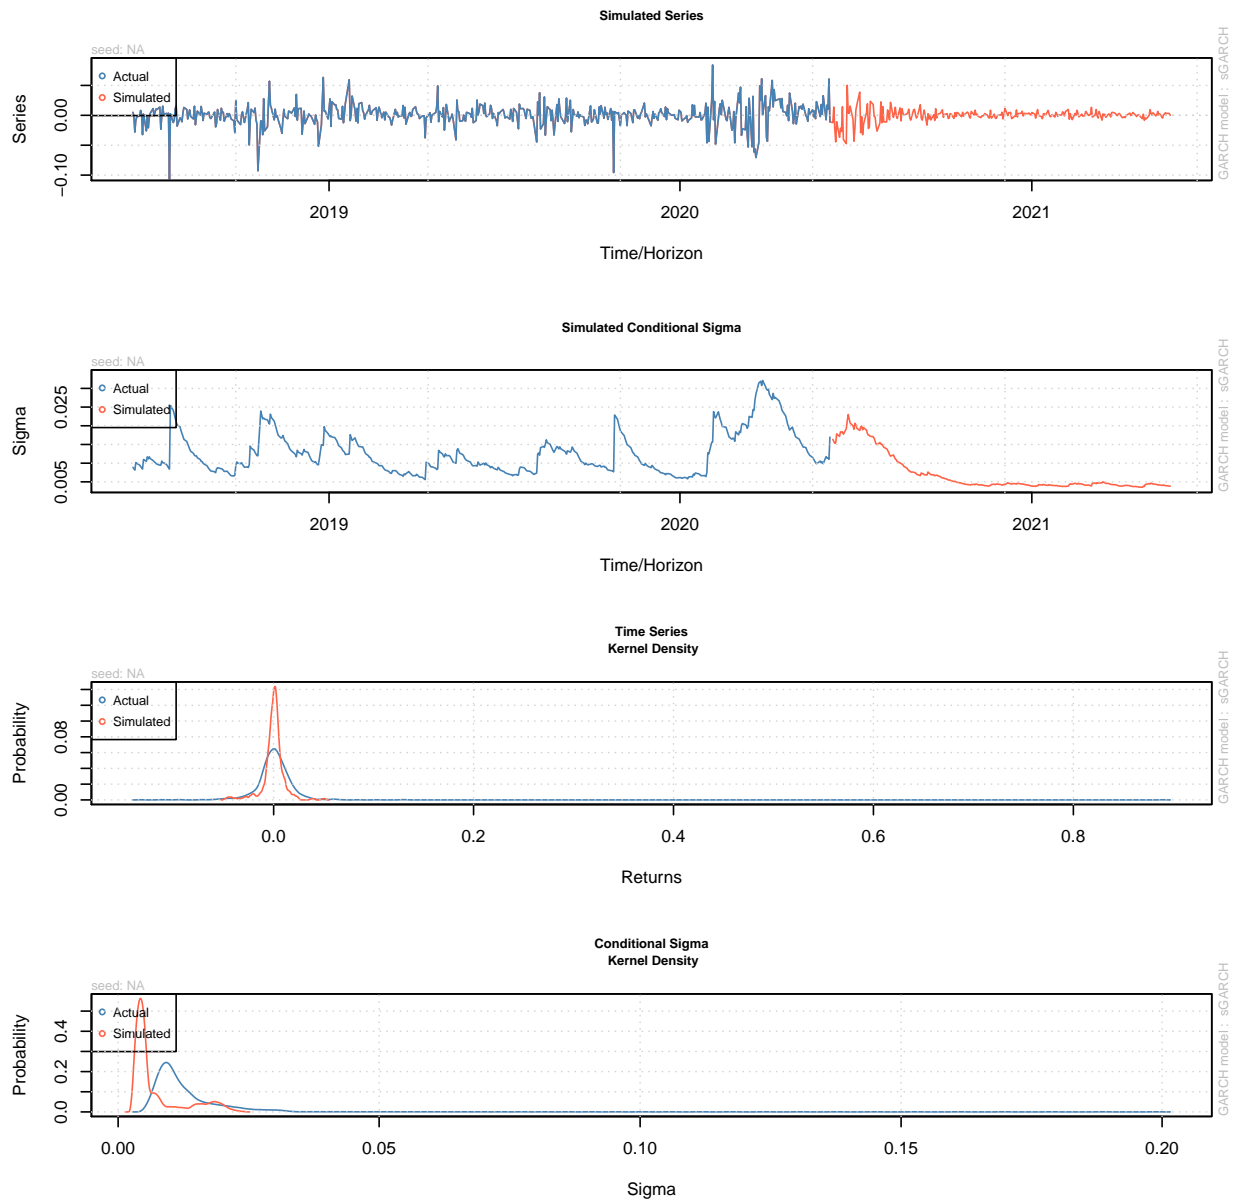 Simulated Series
seed: NA
GARCH model : sGARCH
Actual
Simulated
Series
0.00
−0.10
2019
2020
2021
Time/Horizon
Simulated Conditional Sigma
seed: NA
GARCH model : sGARCH
Actual
Simulated
Sigma
0.025
0.005
2019
2020
2021
Time/Horizon
Time Series
Kernel Density
seed: NA
GARCH model : sGARCH
Actual
Simulated
Probability
0.08
0.00
0.0
0.2
0.4
0.6
0.8
Returns
Conditional Sigma
Kernel Density
seed: NA
GARCH model : sGARCH
Actual
Simulated
Probability
0.4
0.2
0.0
0.00
0.05
0.10
0.15
0.20
Sigma